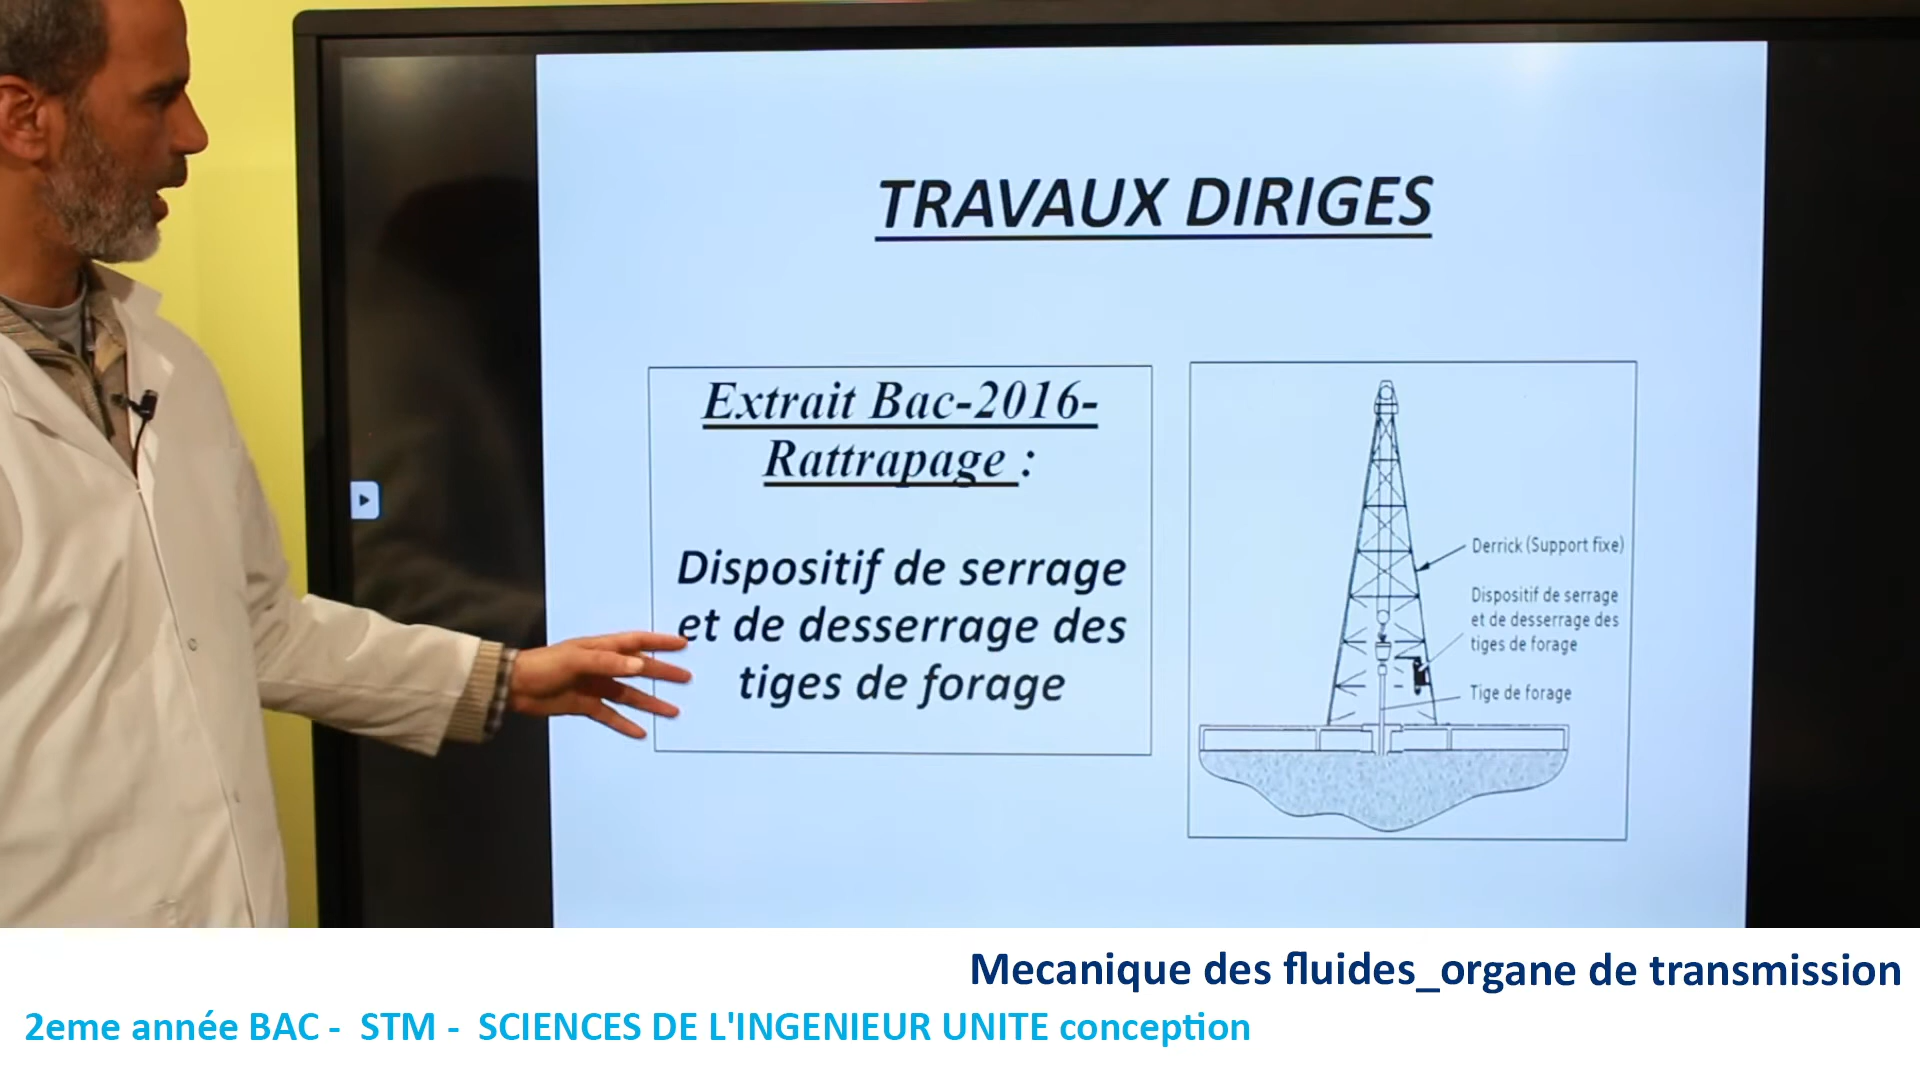 TRAVAUX DIRIGES
Extrait Bac-2016-
Rattrapage :
Dispositif de serrage
et de desserrage des
tiges de forage
Derrick (Support fixe)
Dispositif de serrage
et de desserrage des
tiges de forage
Tige de forage
Mecanique des fluides_organe de transmission
2eme année BAC - STM - SCIENCES DE L'INGENIEUR UNITE conception